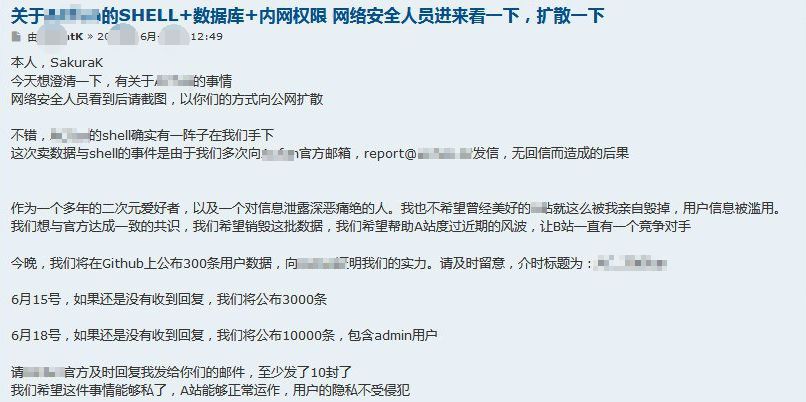 关于的SHELL+数据库+内网权限 网络安全人员进来看一下，扩散一下
由tK » 20 6月 12:49
本人，SakuraK
今天想澄清一下，有关于A的事情
网络安全人员看到后请截图，以你们的方式向公网扩散
不错，的shell确实有一阵子在我们手下
这次卖数据与shell的事件是由于我们多次向官方邮箱，report@发信，无回信而造成的后果
作为一个多年的二次元爱好者，以及一个对信息泄露深恶痛绝的人。我也不希望曾经美好的站就这么被我亲自毁掉，用户信息被滥用。
我们想与官方达成一致的共识，我们希望销毁这批数据，我们希望帮助A站度过近期的风波，让B站一直有一个竞争对手
今晚，我们将在Github上公布300条用户数据，向证明我们的实力。请及时留意，介时标题为：
6月15号，如果还是没有收到回复，我们将公布3000条
6月18号，如果还是没有收到回复，我们将公布10000条，包含admin用户
请官方及时回复我发给你们的邮件，至少发了10封了
我们希望这件事情能够私了，A站能够正常运作，用户的隐私不受侵犯